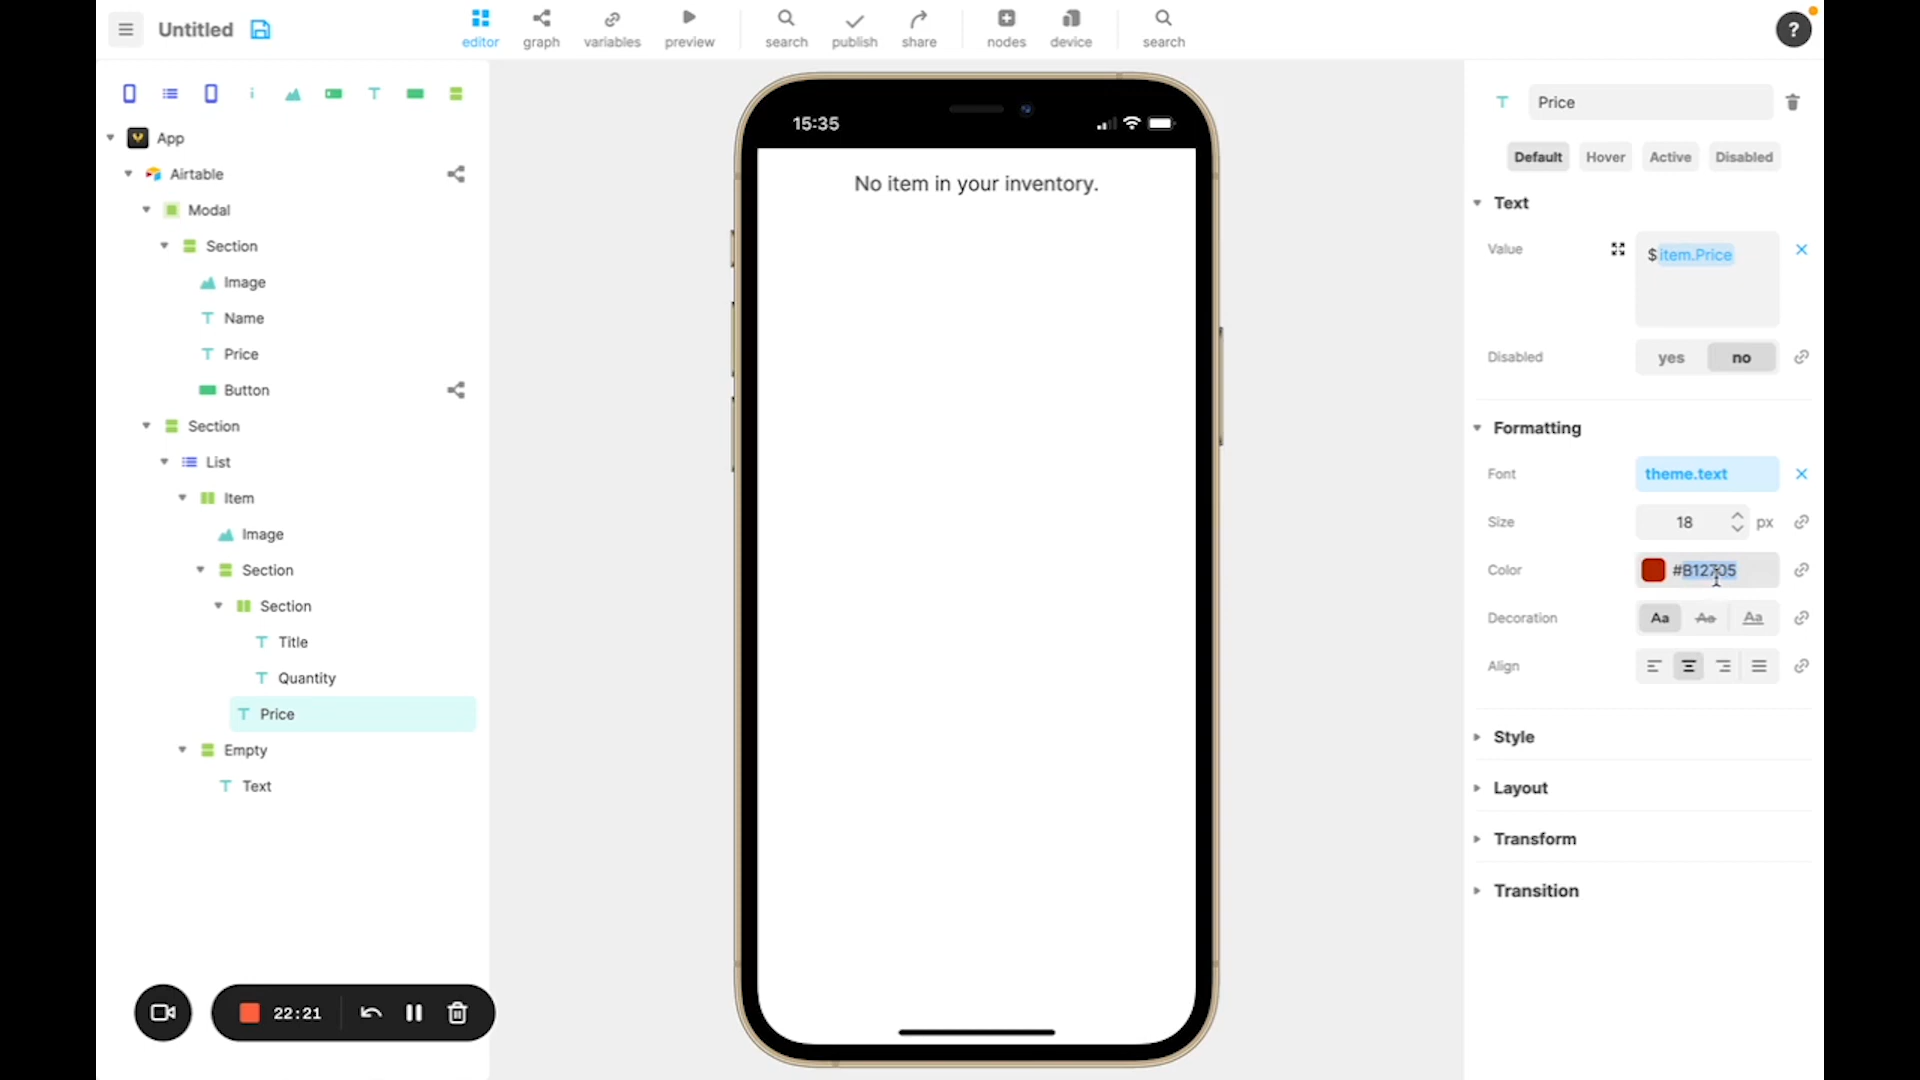 Untitled
editor
graph
variables
preview
search
publish
share
nodes
device
search
?
App
Airtable
Modal
Section
Image
Name
Price
Button
Section
List
Item
Image
Section
Section
Title
Quantity
Price
Empty
Text
22:21
15:35
No item in your inventory.
Price
Default Hover Active Disabled
Text
Value
$item.Price
Disabled yes no
Formatting
Font theme.text
Size 18 px
Color #B12705
Decoration Aa Aa Aa
Align
Style
Layout
Transform
Transition